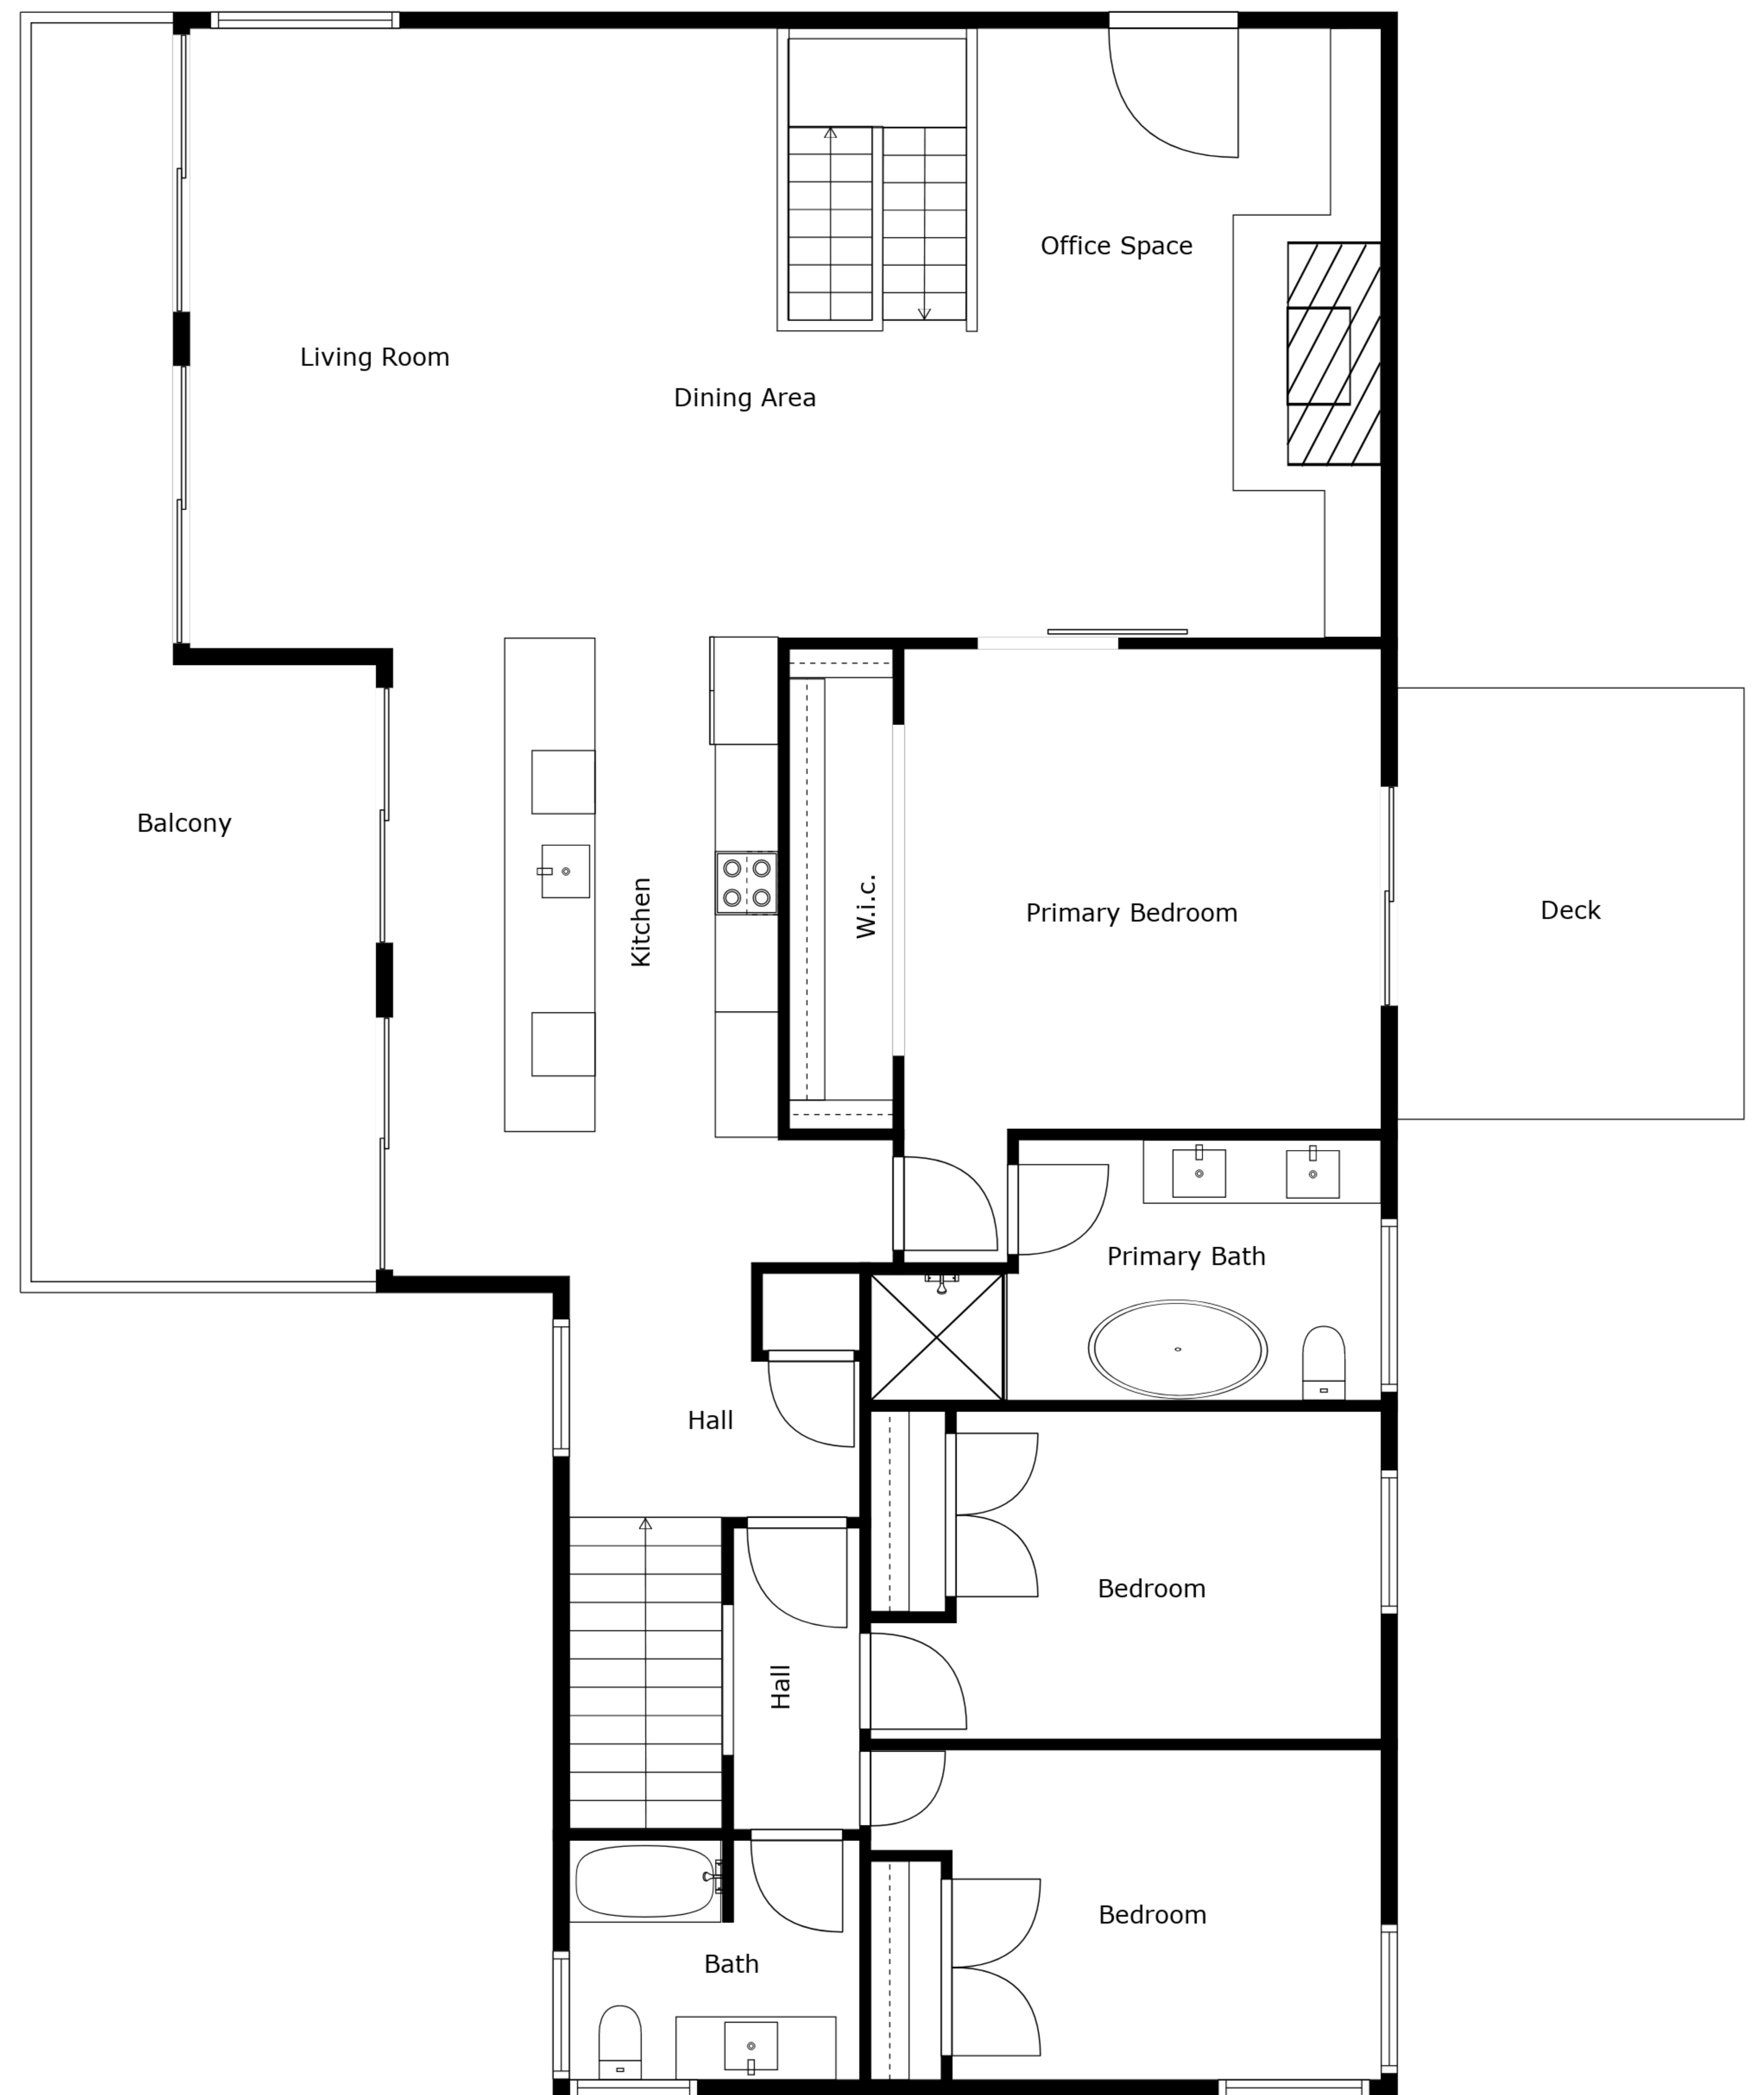 Office Space
Living Room
Dining Area
Balcony
Kitchen
W.i.c.
Primary Bedroom
Deck
Primary Bath
Hall
Bedroom
Hall
Bedroom
Bath